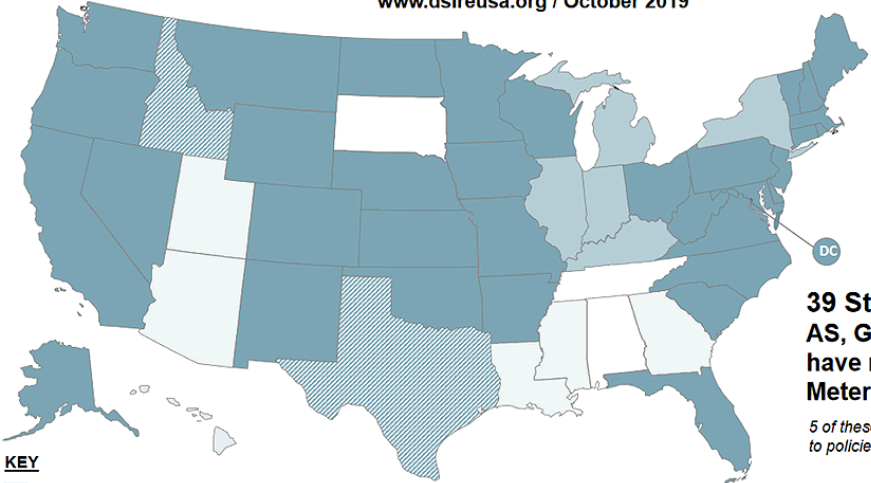 www.dsireusa.org / October 2019
DC
39 St
AS, G
have
Meter
5 of these
to policie
KEY